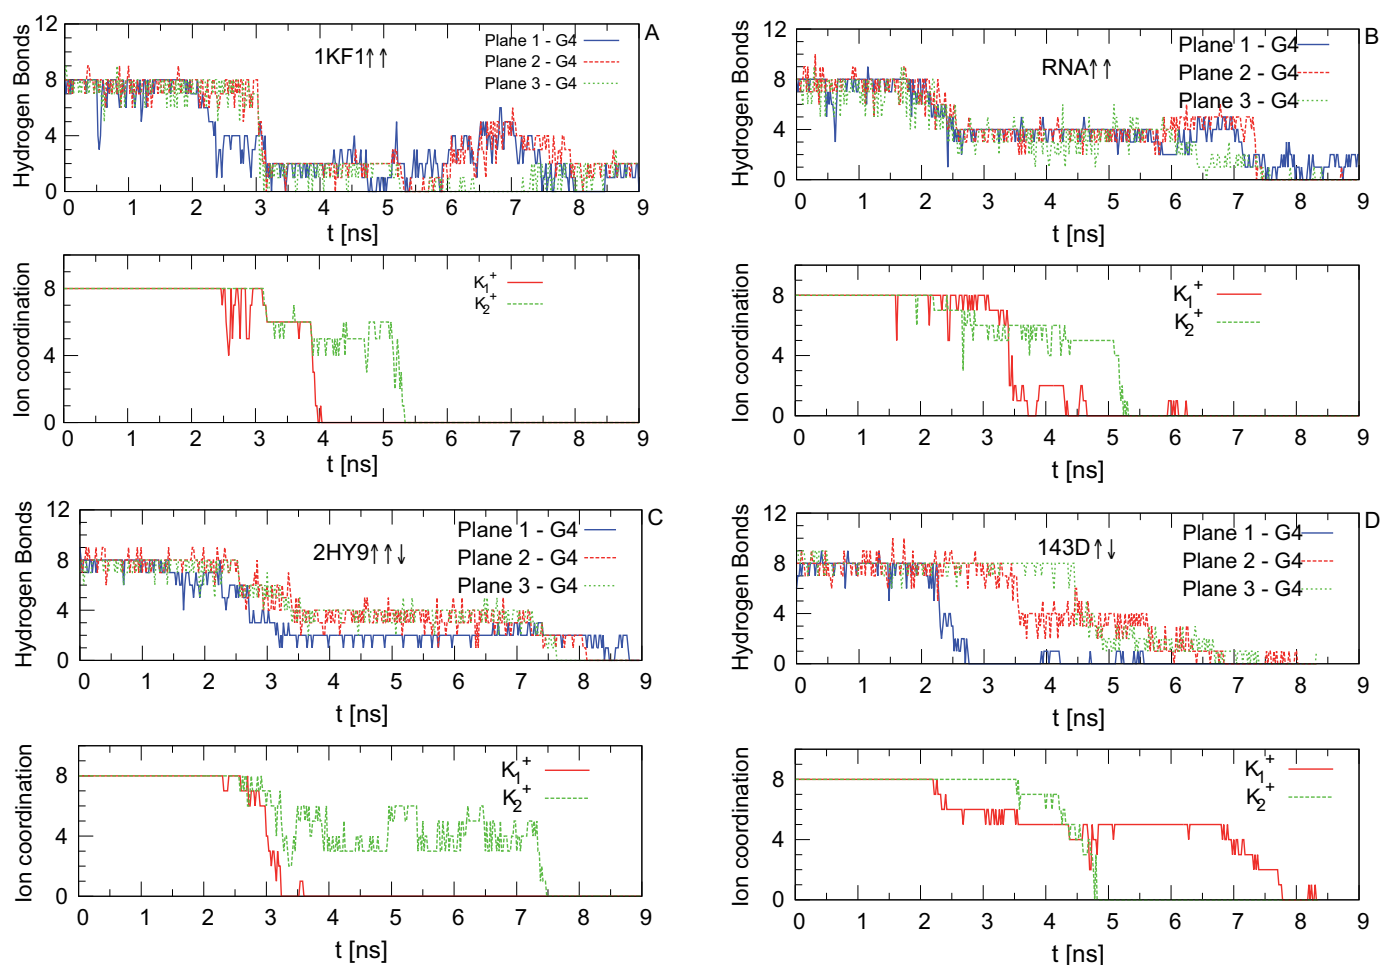 A
Hydrogen Bonds
12
8
4
0
1KF1↑↑
Plane 1 - G4
Plane 2 - G4
Plane 3 - G4
0 1 2 3 4 5 6 7 8 9
t [ns]
Ion coordination
8
4
0
K1+
K2+
0 1 2 3 4 5 6 7 8 9
t [ns]
B
Hydrogen Bonds
12
8
4
0
RNA↑↑
Plane 1 - G4
Plane 2 - G4
Plane 3 - G4
0 1 2 3 4 5 6 7 8 9
t [ns]
Ion coordination
8
4
0
K1+
K2+
0 1 2 3 4 5 6 7 8 9
t [ns]
C
Hydrogen Bonds
12
8
4
0
2HY9↑↑↓
Plane 1 - G4
Plane 2 - G4
Plane 3 - G4
0 1 2 3 4 5 6 7 8 9
t [ns]
Ion coordination
8
4
0
K1+
K2+
0 1 2 3 4 5 6 7 8 9
t [ns]
D
Hydrogen Bonds
12
8
4
0
143D↑↓
Plane 1 - G4
Plane 2 - G4
Plane 3 - G4
0 1 2 3 4 5 6 7 8 9
t [ns]
Ion coordination
8
4
0
K1+
K2+
0 1 2 3 4 5 6 7 8 9
t [ns]